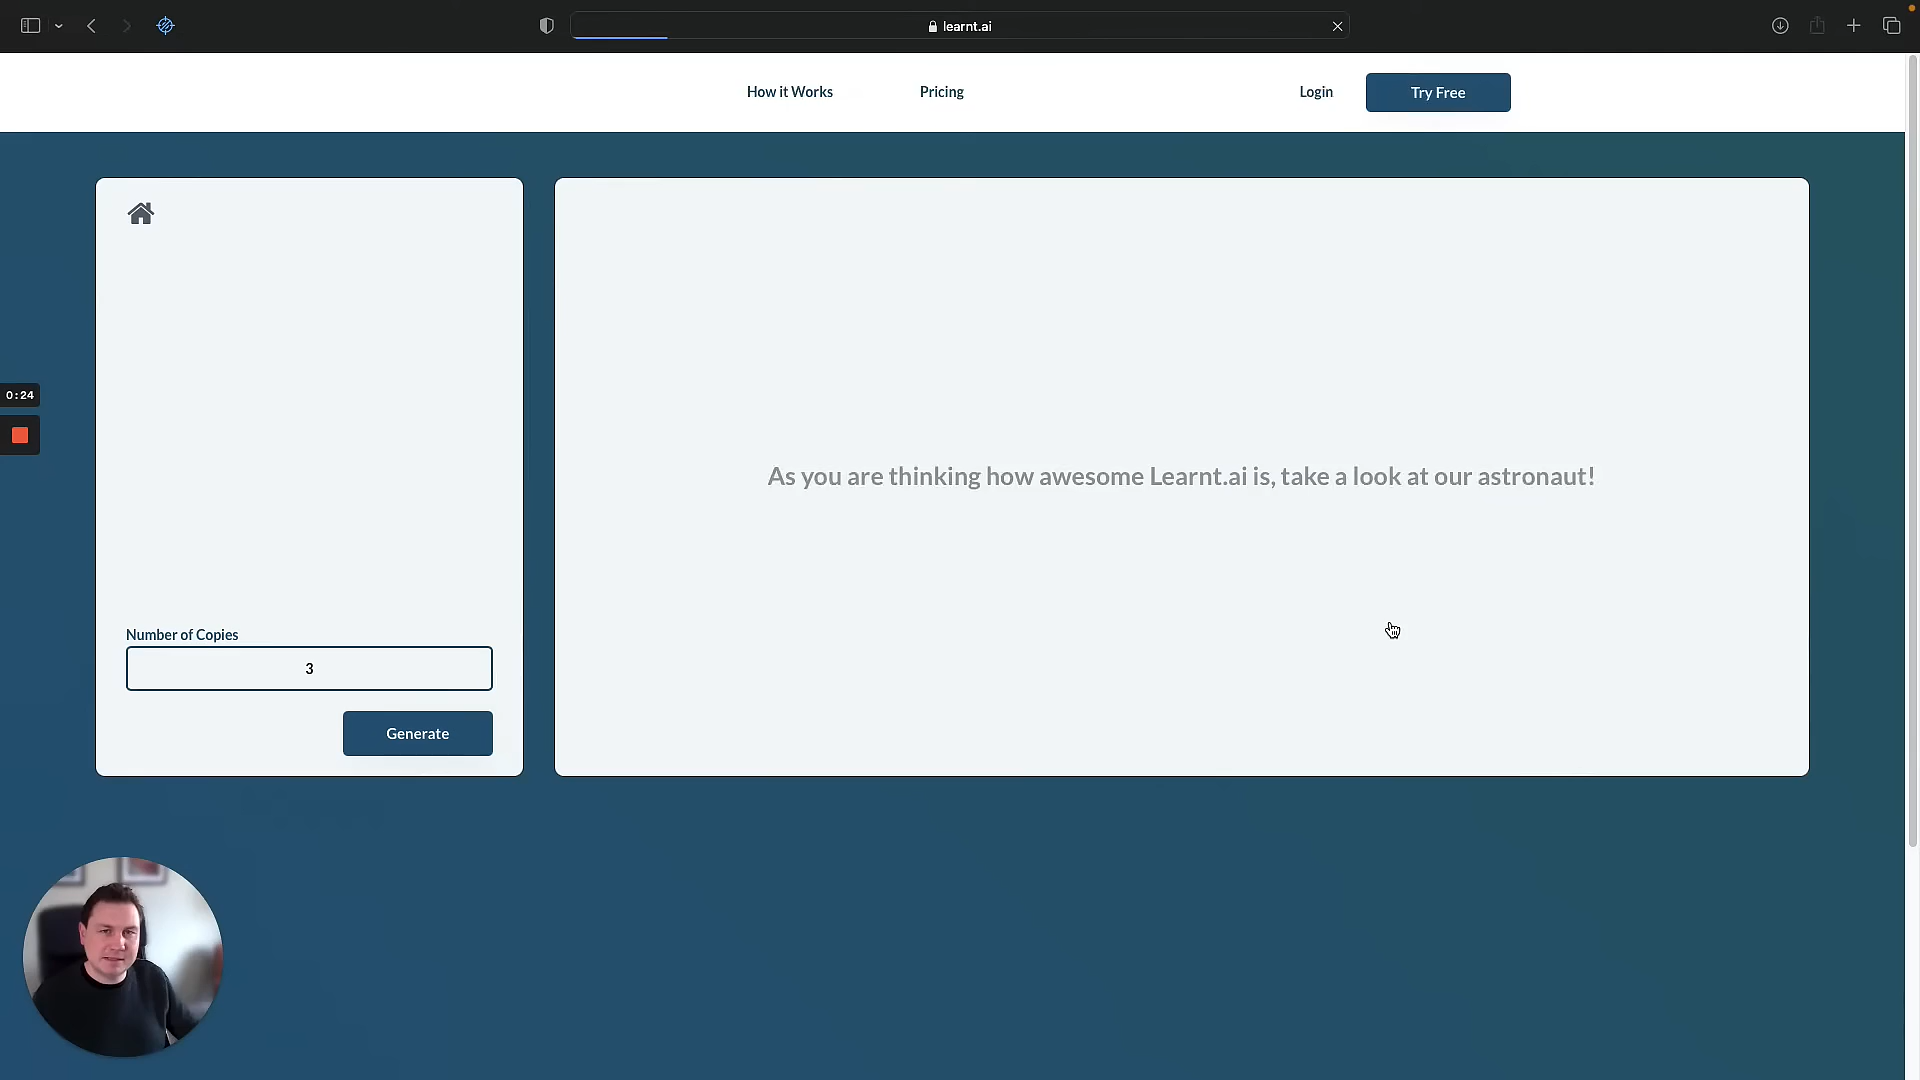 learnt.ai
How it Works
Pricing
Login
Try Free
0:24
As you are thinking how awesome Learnt.ai is, take a look at our astronaut!
Number of Copies
3
Generate